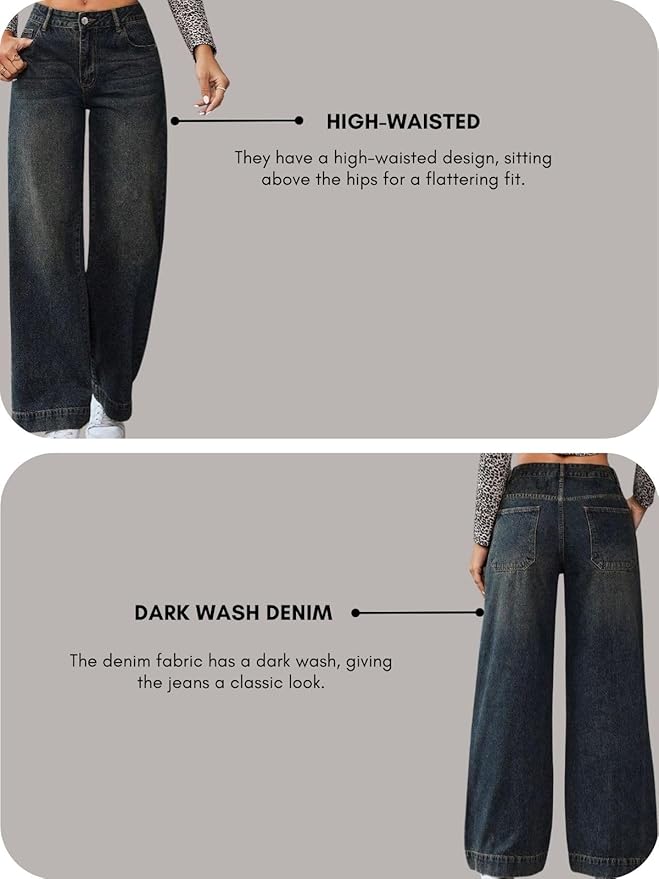 HIGH-WAISTED
They have a high-waisted design, sitting
above the hips for a flattering fit.
DARK WASH DENIM
The denim fabric has a dark wash, giving
the jeans a classic look.